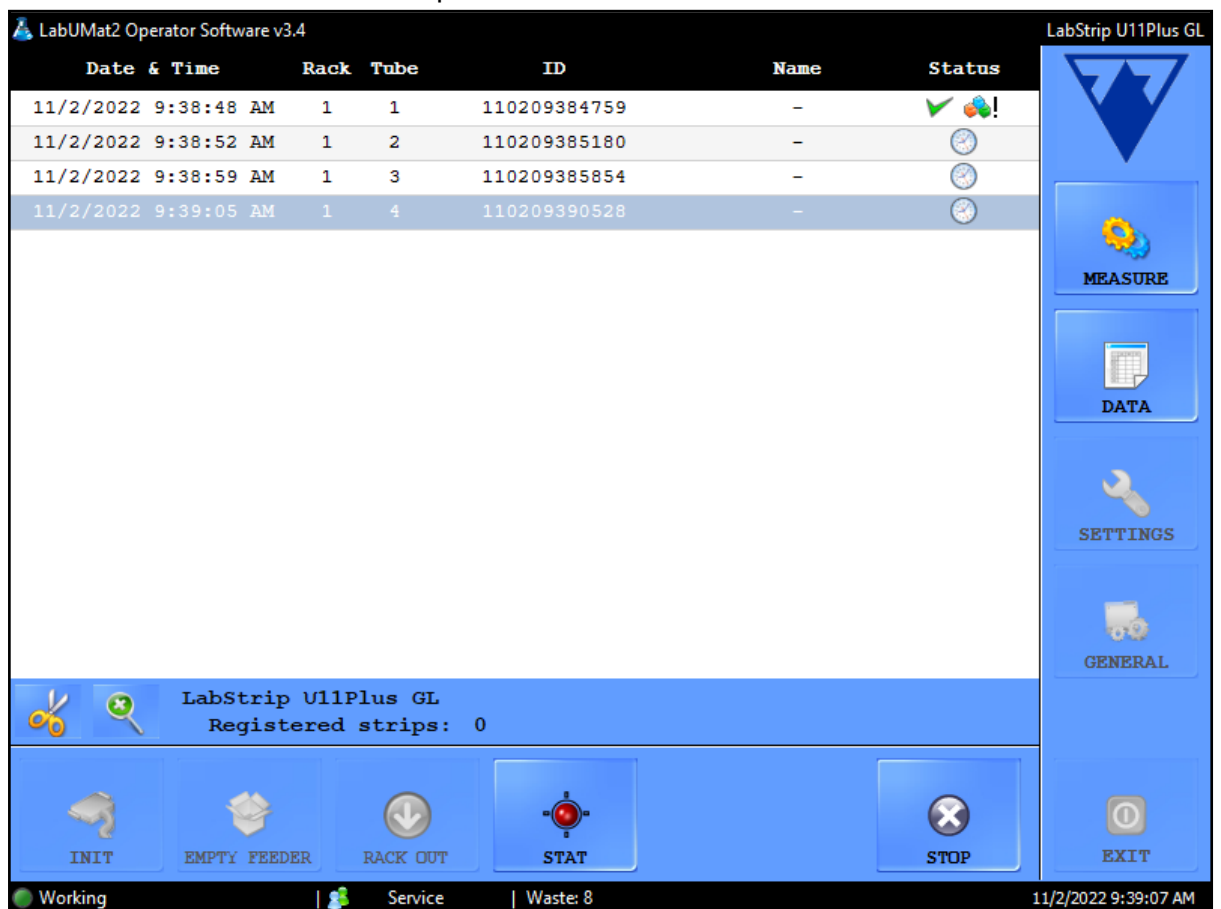 LabUMat2 Operator Software v3.4 LabStrip U11Plus GL
Date & Time Rack Tube ID Name Status
11/2/2022 9:38:48 AM 1 1 110209384759 - !
11/2/2022 9:38:52 AM 1 2 110209385180 -
11/2/2022 9:38:59 AM 1 3 110209385854 -
11/2/2022 9:39:05 AM 1 4 110209390528 -
MEASURE
DATA
SETTINGS
GENERAL
LabStrip U11Plus GL
Registered strips: 0
INIT EMPTY FEEDER RACK OUT STAT STOP EXIT
Working | Service | Waste: 8 11/2/2022 9:39:07 AM